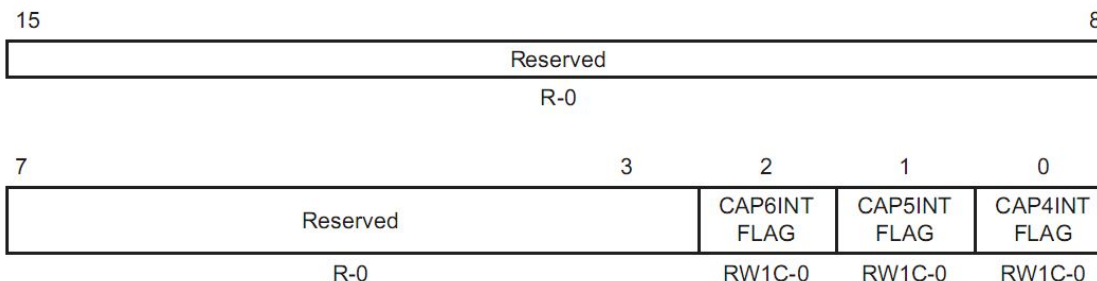 15 8
Reserved
R-0
7 3 2 1 0
Reserved CAP6INT FLAG CAP5INT FLAG CAP4INT FLAG
R-0 RW1C-0 RW1C-0 RW1C-0